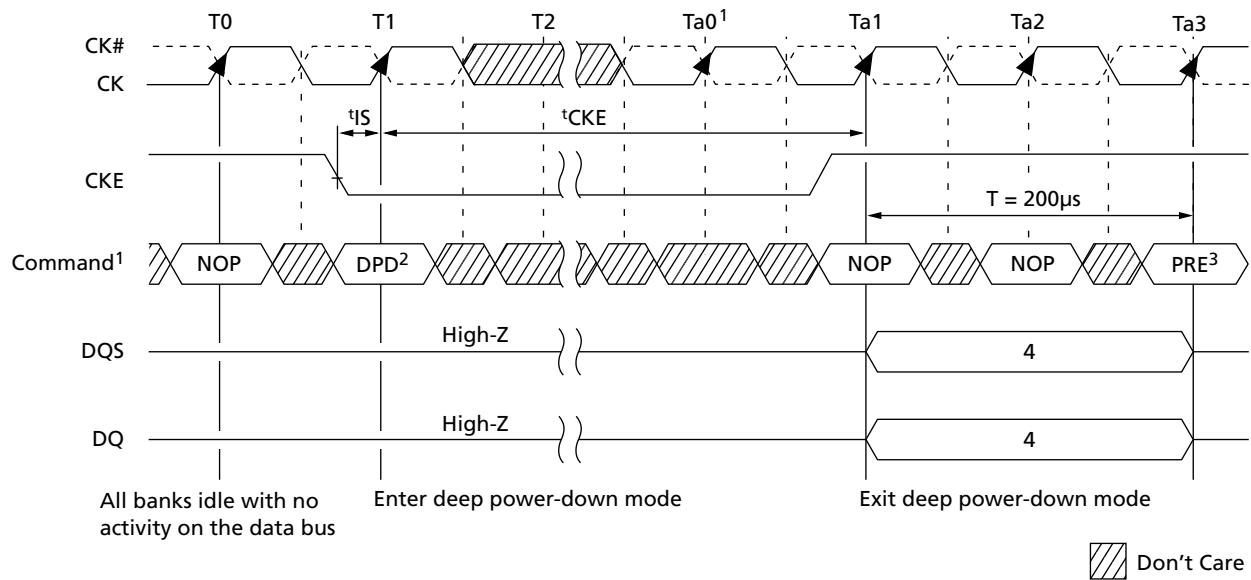 T0 T1 T2 Ta0¹ Ta1 Ta2 Ta3
CK#
CK
tIS tCKE
CKE
T = 200µs
Command¹ NOP DPD² NOP NOP PRE³
DQS High-Z 4
DQ High-Z 4
All banks idle with no
activity on the data bus
Enter deep power-down mode
Exit deep power-down mode
Don't Care